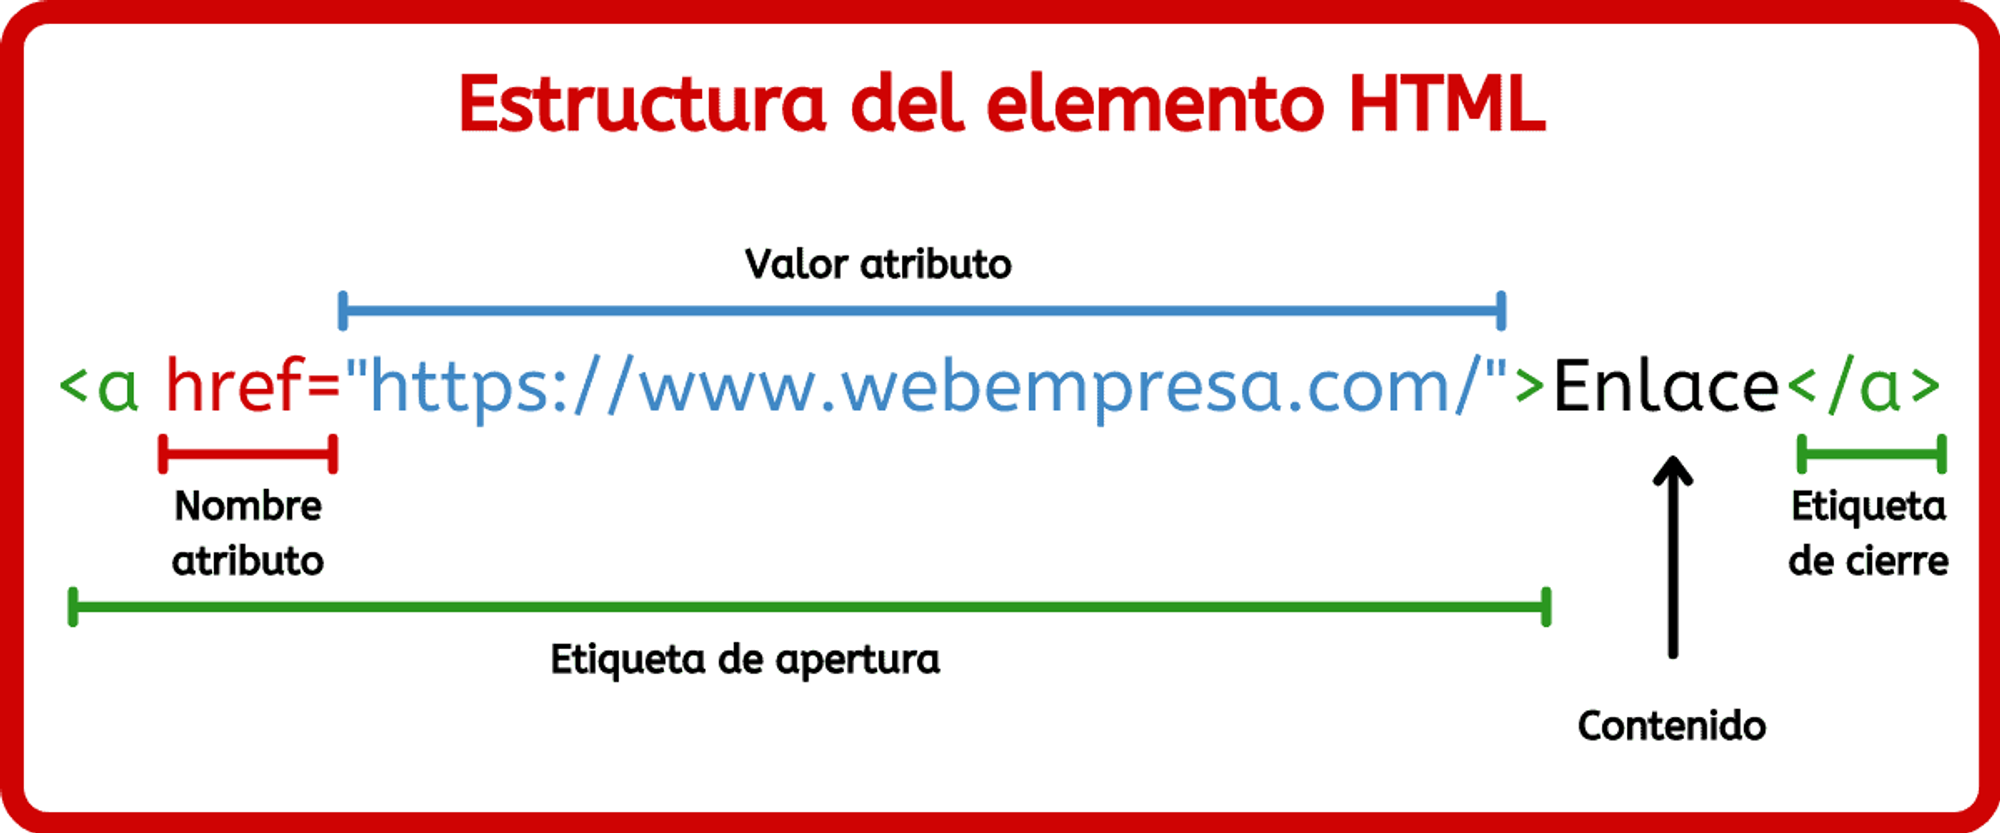 Estructura del elemento HTML
Valor atributo
<a href="https://www.webempresa.com/">Enlace</a>
Nombre
atributo
Etiqueta
de cierre
Etiqueta de apertura
Contenido